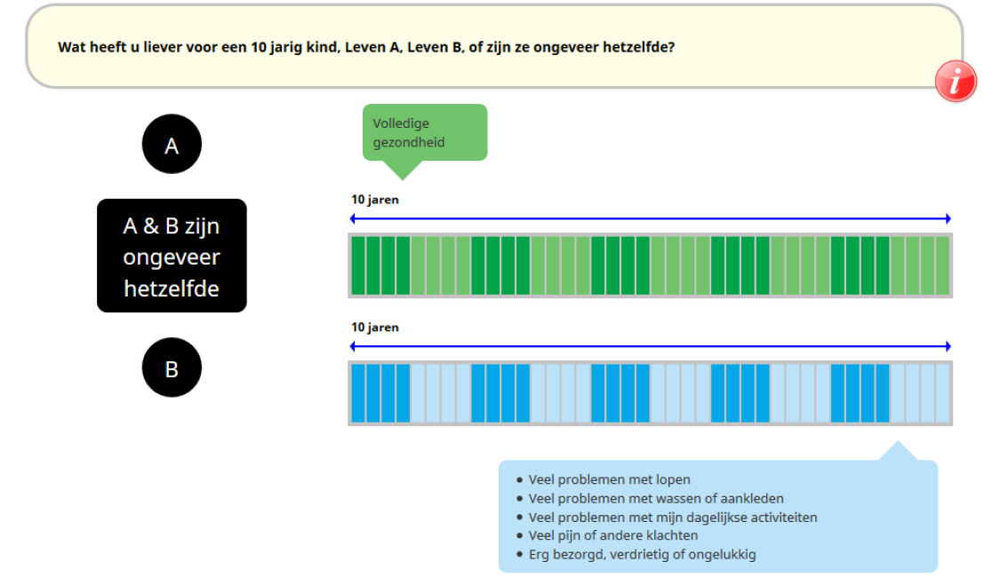 Wat heeft u liever voor een 10 jarig kind, Leven A, Leven B, of zijn ze ongeveer hetzelfde?
i
A
Volledige
gezondheid
10 jaren
A & B zijn
ongeveer
hetzelfde
10 jaren
B
• Veel problemen met lopen
• Veel problemen met wassen of aankleden
• Veel problemen met mijn dagelijkse activiteiten
• Veel pijn of andere klachten
• Erg bezorgd, verdrietig of ongelukkig